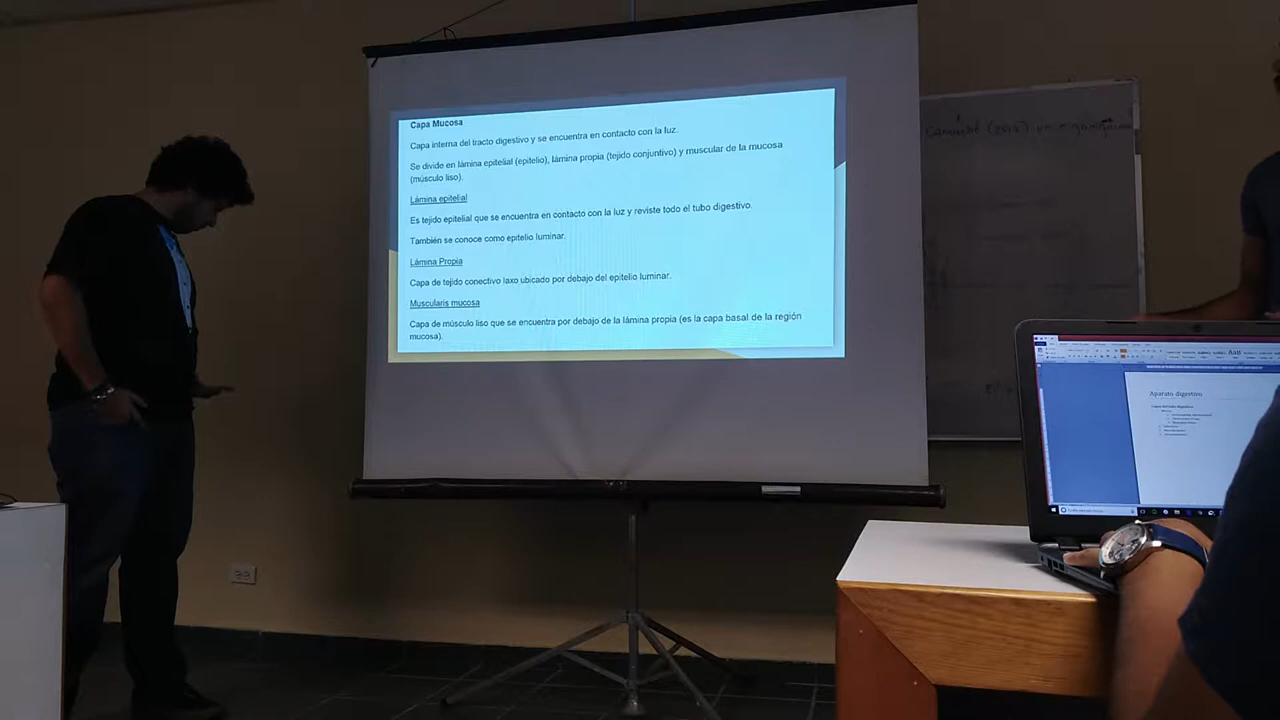 Capa Mucosa
Capa interna del tracto digestivo y se encuentra en contacto con la luz.
Se divide en lámina epitelial (epitelio), lámina propia (tejido conjuntivo) y muscular de la mucosa
(músculo liso).
Lámina epitelial
Es tejido epitelial que se encuentra en contacto con la luz y reviste todo el tubo digestivo.
También se conoce como epitelio luminar.
Lámina Propia
Capa de tejido conectivo laxo ubicado por debajo del epitelio luminar.
Muscularis mucosa
Capa de músculo liso que se encuentra por debajo de la lámina propia (es la capa basal de la región
mucosa).
Aparato digestivo